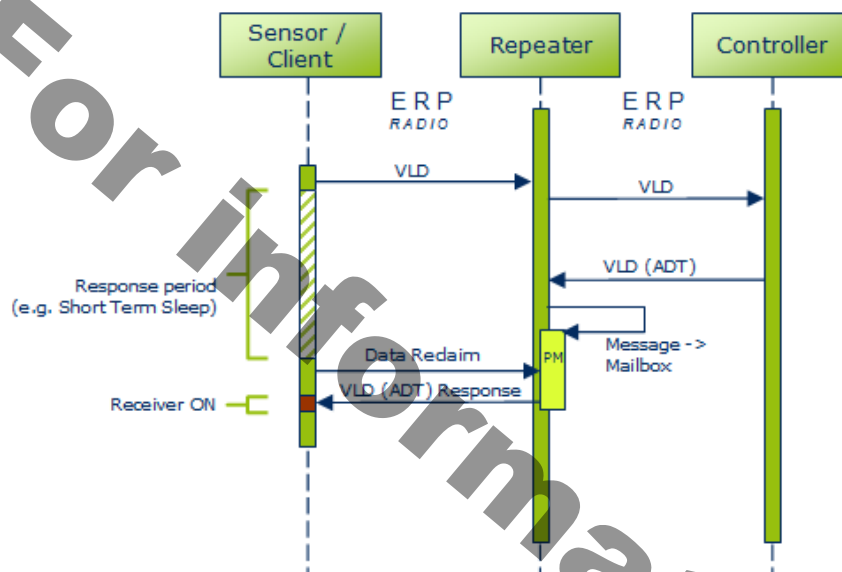 Sensor /
Client
Repeater
Controller
ERP
RADIO
ERP
RADIO
VLD
VLD
VLD (ADT)
Response period
(e.g. Short Term Sleep)
Message ->
Mailbox
Data Reclaim
PM
VLD (ADT) Response
Receiver ON
For informa